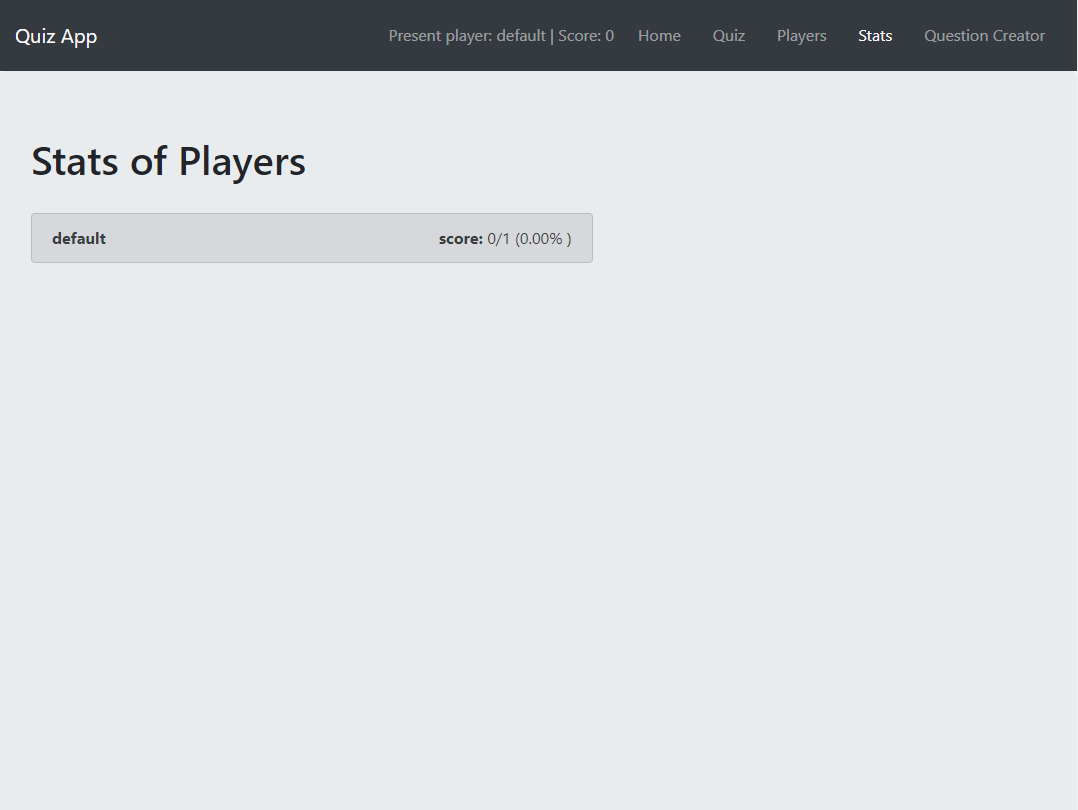 Quiz App Present player: default | Score: 0 Home Quiz Players Stats Question Creator
Stats of Players
default score: 0/1 (0.00% )